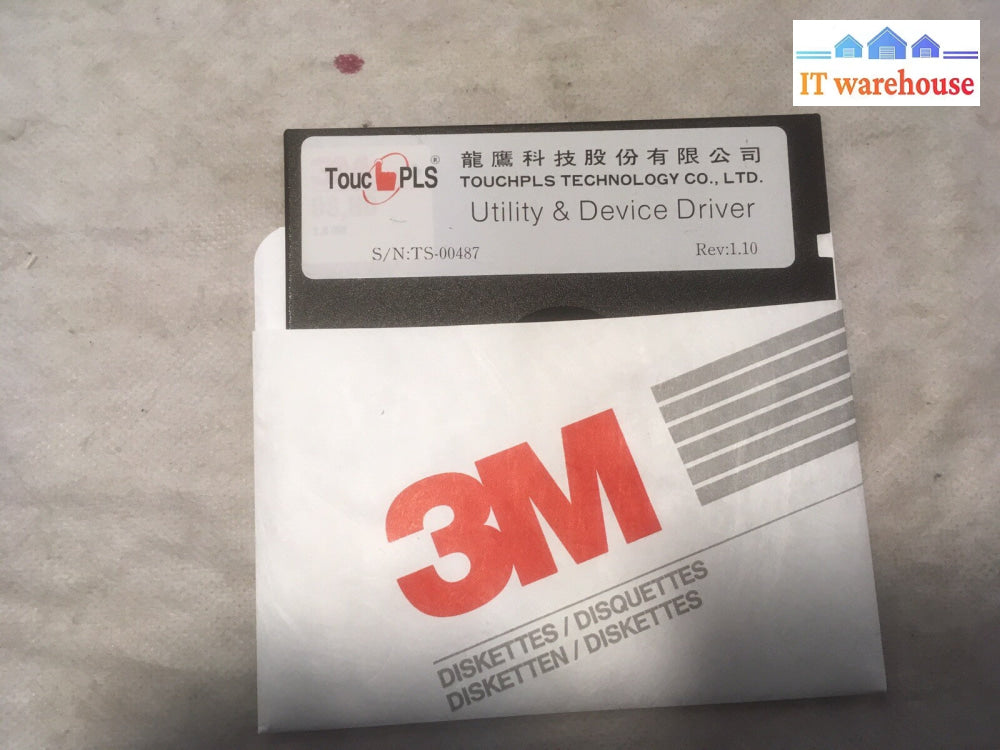 IT warehouse
ToucPLS®
龍鷹科技股份有限公司
TOUCHPLS TECHNOLOGY CO., LTD.
Utility & Device Driver
S/N:TS-00487
Rev:1.10
3M
DISKETTES / DISQUETTES
DISKETTEN / DISKETTES